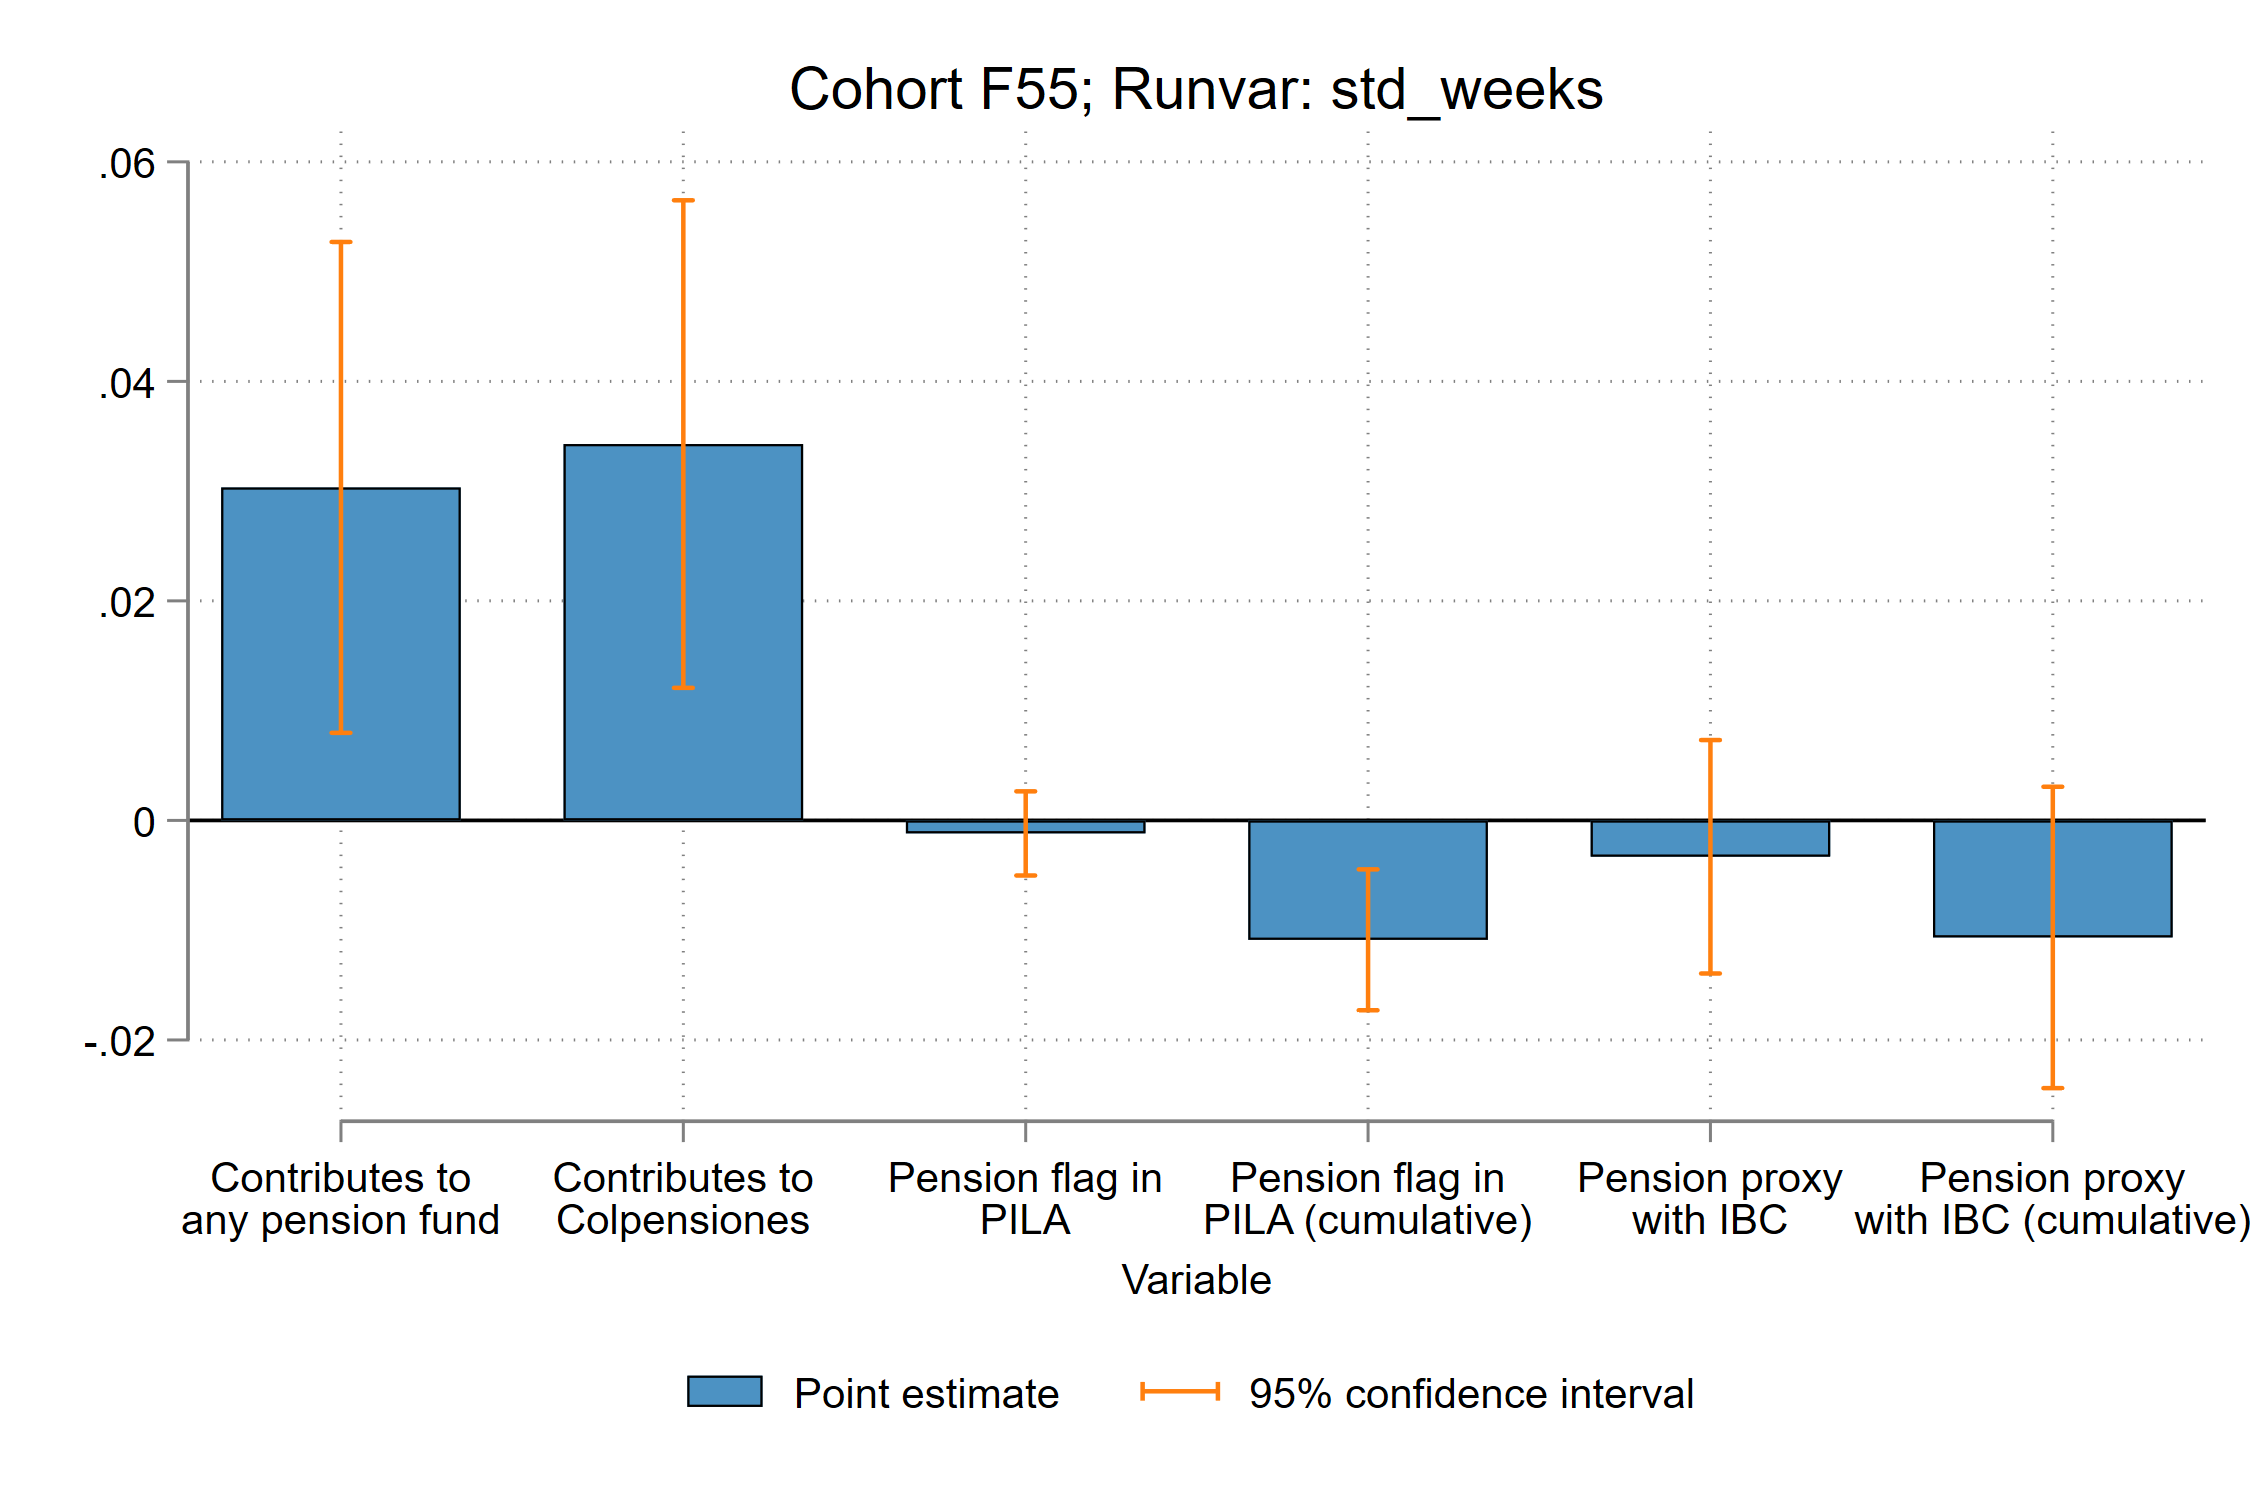 Cohort F55; Runvar: std_weeks
.06
.04
.02
0
-.02
Contributes to
any pension fund
Contributes to
Colpensiones
Pension flag in
PILA
Pension flag in
PILA (cumulative)
Pension proxy
with IBC
Pension proxy
with IBC (cumulative)
Variable
Point estimate
95% confidence interval